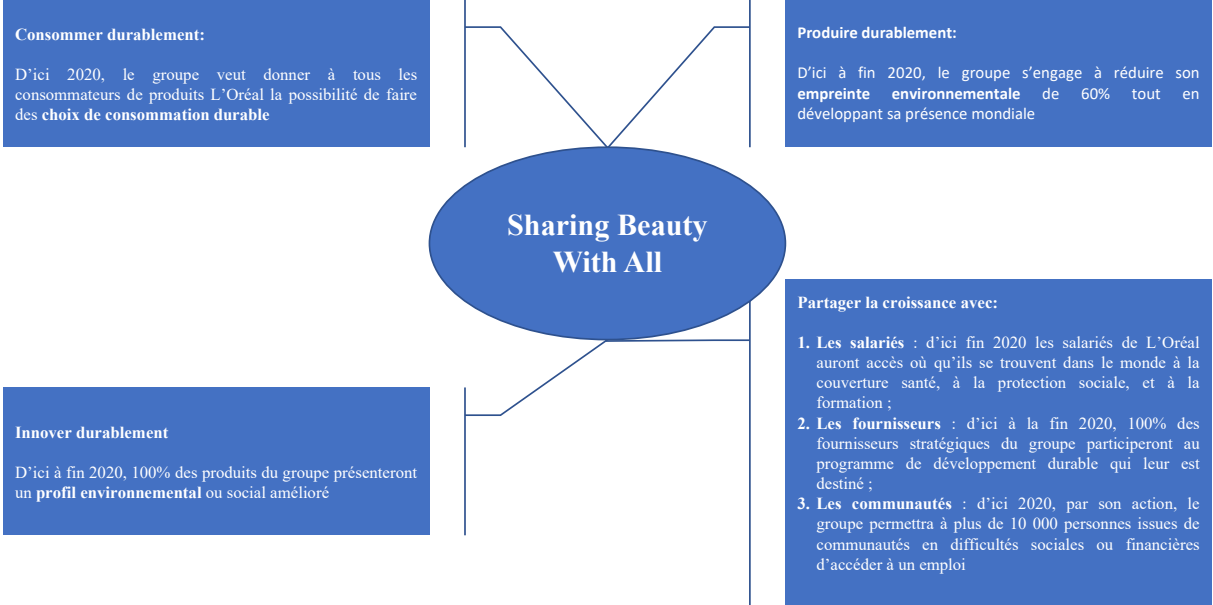 Consommer durablement:
D’ici 2020, le groupe veut donner à tous les
consommateurs de produits L’Oréal la possibilité de faire
des choix de consommation durable
Produire durablement:
D’ici à fin 2020, le groupe s’engage à réduire son
empreinte environnementale de 60% tout en
développant sa présence mondiale
Sharing Beauty
With All
Innover durablement
D’ici à fin 2020, 100% des produits du groupe présenteront
un profil environnemental ou social amélioré
Partager la croissance avec:
1. Les salariés : d’ici fin 2020 les salariés de L’Oréal
auront accès où qu’ils se trouvent dans le monde à la
couverture santé, à la protection sociale, et à la
formation ;
2. Les fournisseurs : d’ici à la fin 2020, 100% des
fournisseurs stratégiques du groupe participeront au
programme de développement durable qui leur est
destiné ;
3. Les communautés : d’ici 2020, par son action, le
groupe permettra à plus de 10 000 personnes issues de
communautés en difficultés sociales ou financières
d’accéder à un emploi